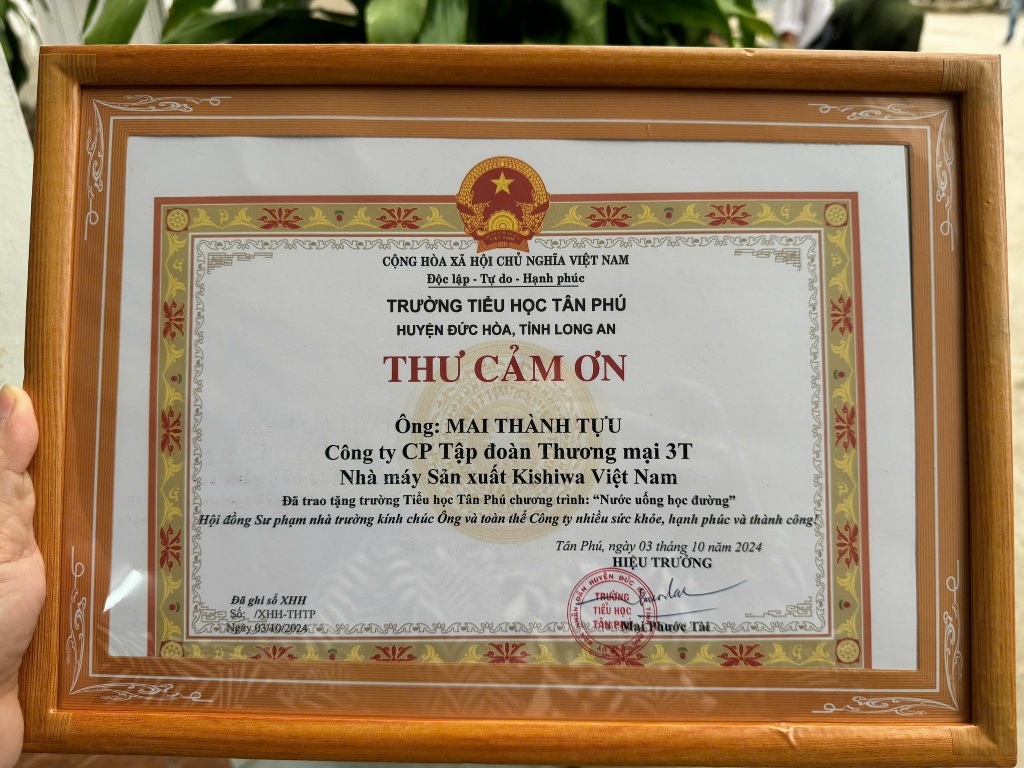 VIỆT NAM
CỘNG HÒA XÃ HỘI CHỦ NGHĨA VIỆT NAM
Độc lập - Tự do - Hạnh phúc
TRƯỜNG TIỂU HỌC TÂN PHÚ
HUYỆN ĐỨC HÒA, TỈNH LONG AN
THƯ CẢM ƠN
Ông: MAI THÀNH TỰU
Công ty CP Tập đoàn Thương mại 3T
Nhà máy Sản xuất Kishiwa Việt Nam
Đã trao tặng trường Tiểu học Tân Phú chương trình: “Nước uống học đường”
Hội đồng Sư phạm nhà trường kính chúc Ông và toàn thể Công ty nhiều sức khỏe, hạnh phúc và thành công!
Tân Phú, ngày 03 tháng 10 năm 2024
HIỆU TRƯỞNG
Đã ghi sổ XHH
Số: /XHH-THTP
Ngày 03/10/2024
TRƯỜNG
TIỂU HỌC
TÂN PHÚ
Mai Phước Tài